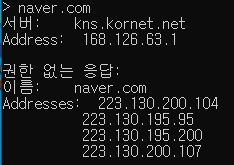 > naver.com
서버:    kns.kornet.net
Address:  168.126.63.1
권한 없는 응답:
이름:    naver.com
Addresses:  223.130.200.104
          223.130.195.95
          223.130.195.200
          223.130.200.107